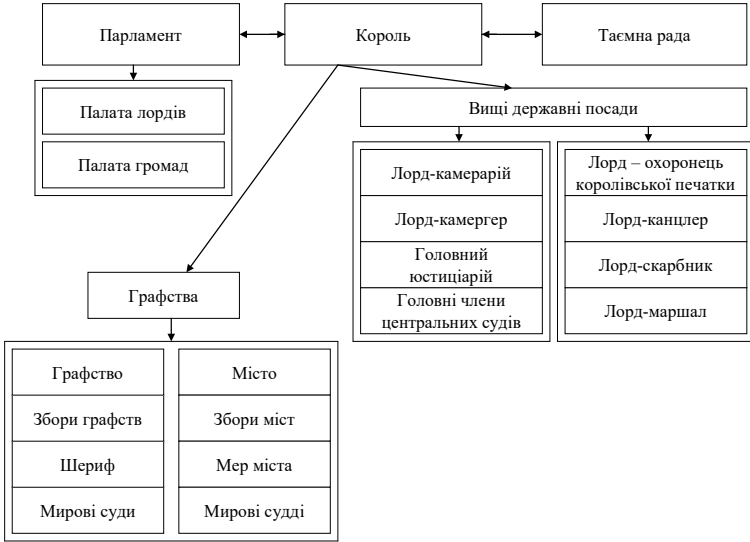 Парламент
Король
Таємна рада
Палата лордів
Палата громад
Вищі державні посади
Лорд-камерарій
Лорд-камергер
Головний
юстиціарій
Головні члени
центральних судів
Лорд – охоронець
королівської печатки
Лорд-канцлер
Лорд-скарбник
Лорд-маршал
Графства
Графство
Збори графств
Шериф
Мирові суди
Місто
Збори міст
Мер міста
Мирові судді